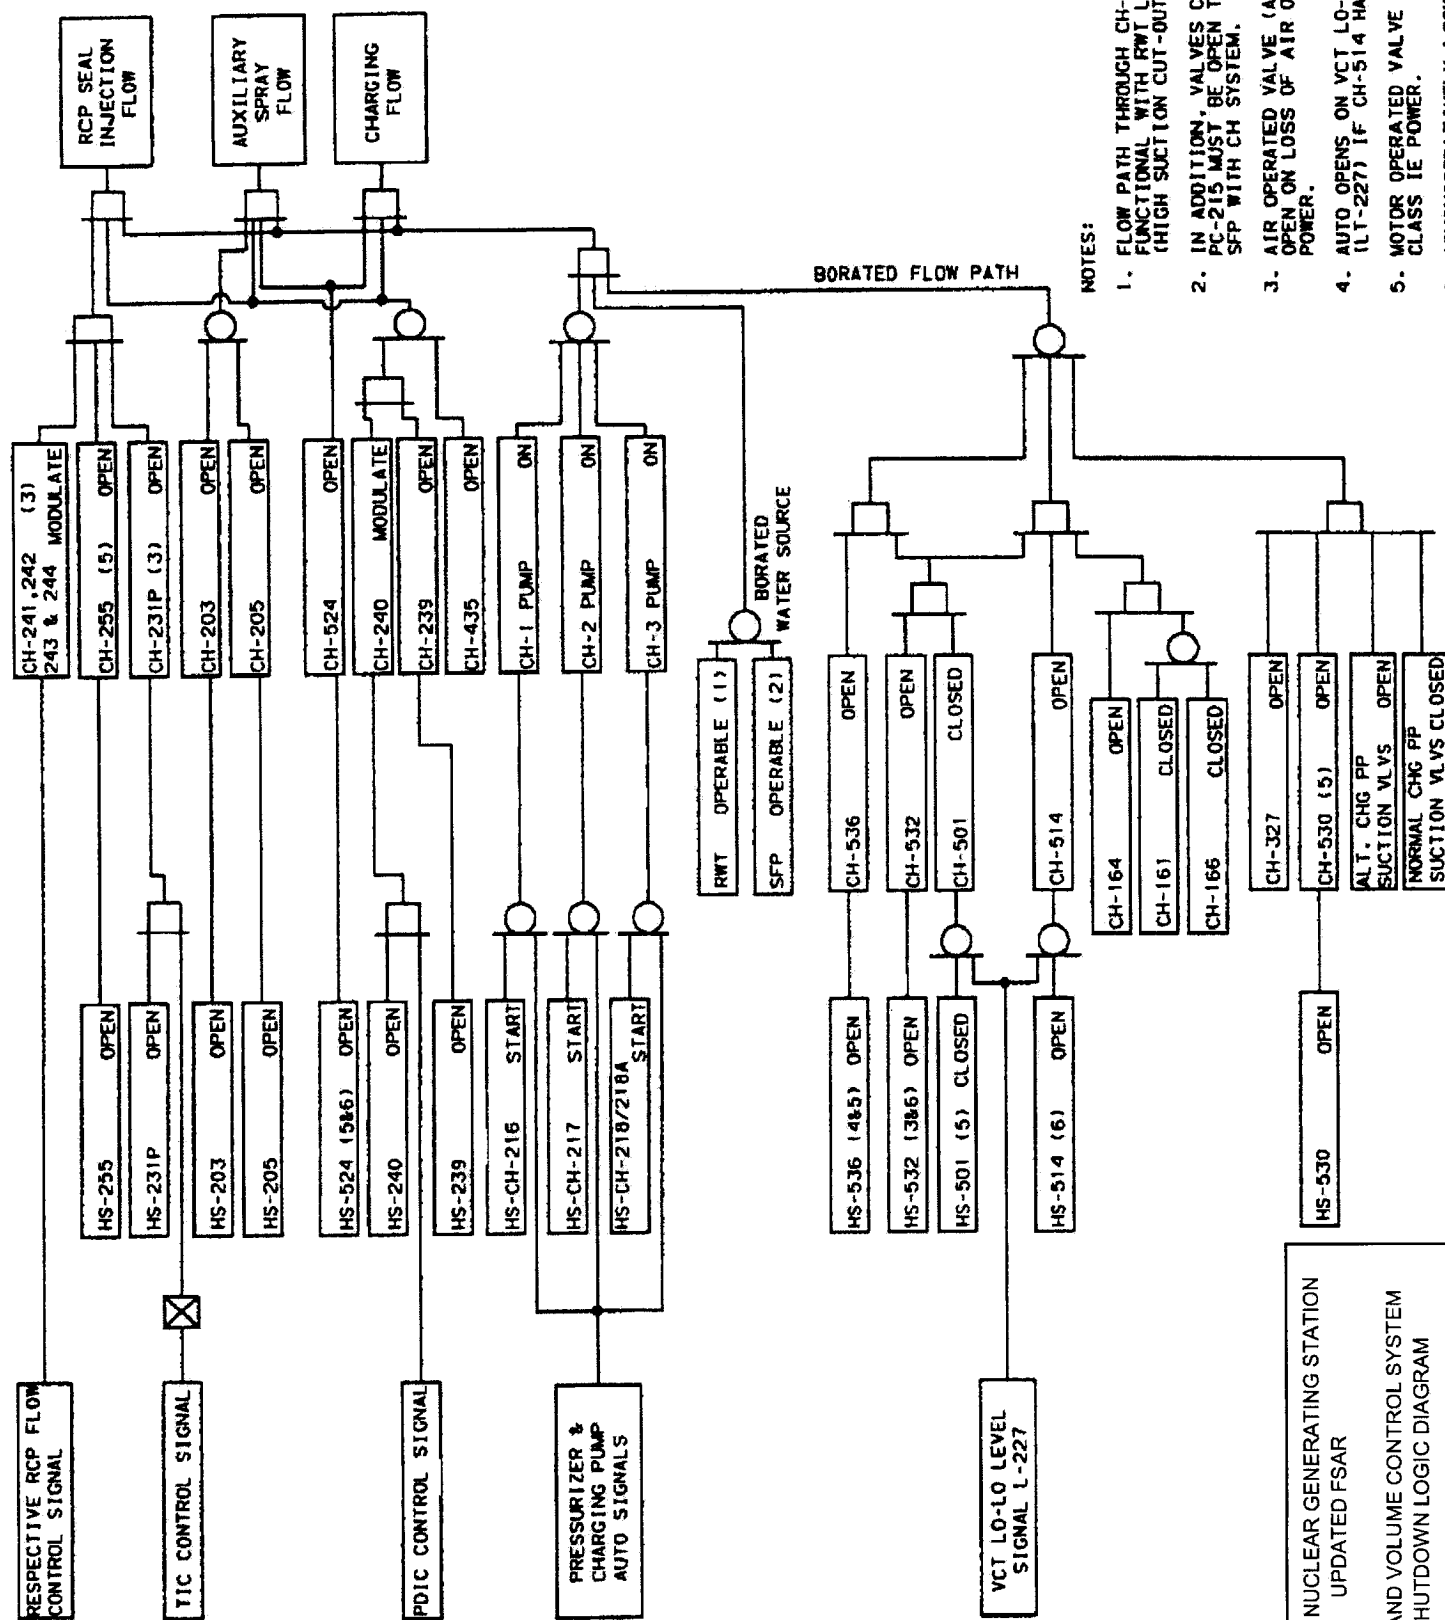 RCP SEAL
INJECTION
FLOW
AUXILIARY
SPRAY
FLOW
CHARGING
FLOW
CH-241,242 (3)
243 & 244 MODULATE
CH-255 (5) OPEN
CH-231P (3) OPEN
CH-203 OPEN
CH-205 OPEN
CH-524 OPEN
CH-240 MODULATE
CH-239 OPEN
CH-435 OPEN
CH-1 PUMP ON
CH-2 PUMP ON
CH-3 PUMP ON
BORATED FLOW PATH
BORATED
WATER SOURCE
RWT OPERABLE (1)
SFP OPERABLE (2)
CH-536 OPEN
CH-532 OPEN
CH-501 CLOSED
CH-514 OPEN
CH-164 OPEN
CH-161 CLOSED
CH-166 CLOSED
CH-327 OPEN
CH-530 (5) OPEN
ALT. CHG PP
SUCTION VLVS OPEN
NORMAL CHG PP
SUCTION VLVS CLOSED
HS-255 OPEN
HS-231P OPEN
HS-203 OPEN
HS-205 OPEN
HS-524 (5&6) OPEN
HS-240 OPEN
HS-239 OPEN
HS-CH-216 START
HS-CH-217 START
HS-CH-218/218A
START
HS-536 (4&5) OPEN
HS-532 (3&6) OPEN
HS-501 (5) CLOSED
HS-514 (6) OPEN
HS-530 OPEN
RESPECTIVE RCP FLOW
CONTROL SIGNAL
TIC CONTROL SIGNAL
PDIC CONTROL SIGNAL
PRESSURIZER &
CHARGING PUMP
AUTO SIGNALS
VCT LO-LO LEVEL
SIGNAL L-227
NOTES:
1. FLOW PATH THROUGH CH-
FUNCTIONAL WITH RWT L
(HIGH SUCTION CUT-OUT
2. IN ADDITION, VALVES C
PC-215 MUST BE OPEN T
SFP WITH CH SYSTEM.
3. AIR OPERATED VALVE (A
OPEN ON LOSS OF AIR O
POWER.
4. AUTO OPENS ON VCT LO-
(LT-227) IF CH-514 HA
5. MOTOR OPERATED VALVE
CLASS IE POWER.
NUCLEAR GENERATING STATION
UPDATED FSAR
AND VOLUME CONTROL SYSTEM
HUTDOWN LOGIC DIAGRAM